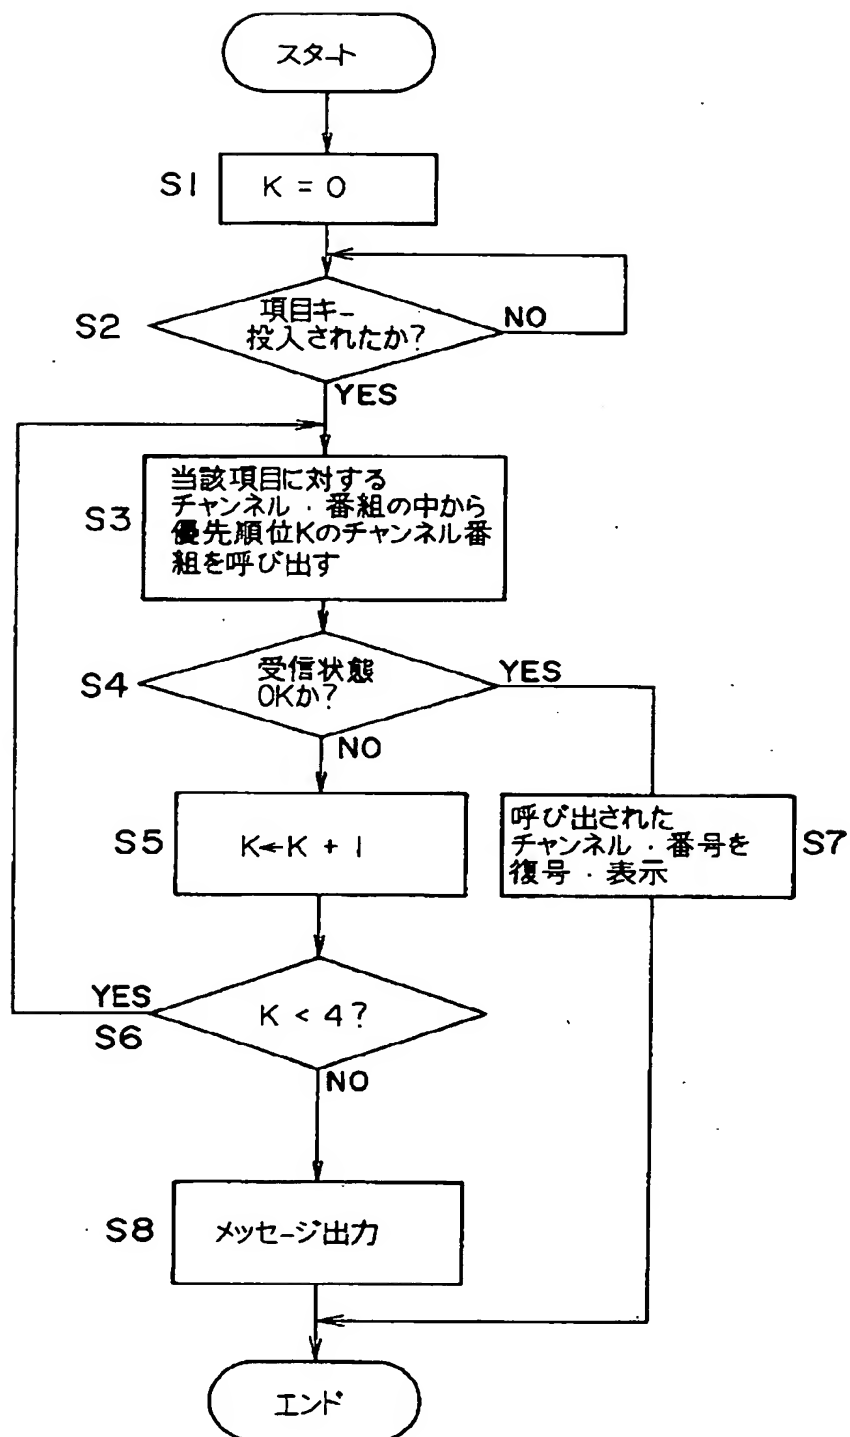 スタート
S1
K = 0
S2
項目キー
投入されたか?
NO
YES
S3
当該項目に対する
チャンネル・番組の中から
優先順位Kのチャンネル番
組を呼び出す
S4
受信状態
OKか?
YES
NO
S5
K←K + 1
呼び出された
チャンネル・番号を
復号・表示
S7
YES
S6
K < 4?
NO
S8
メッセージ出力
エンド